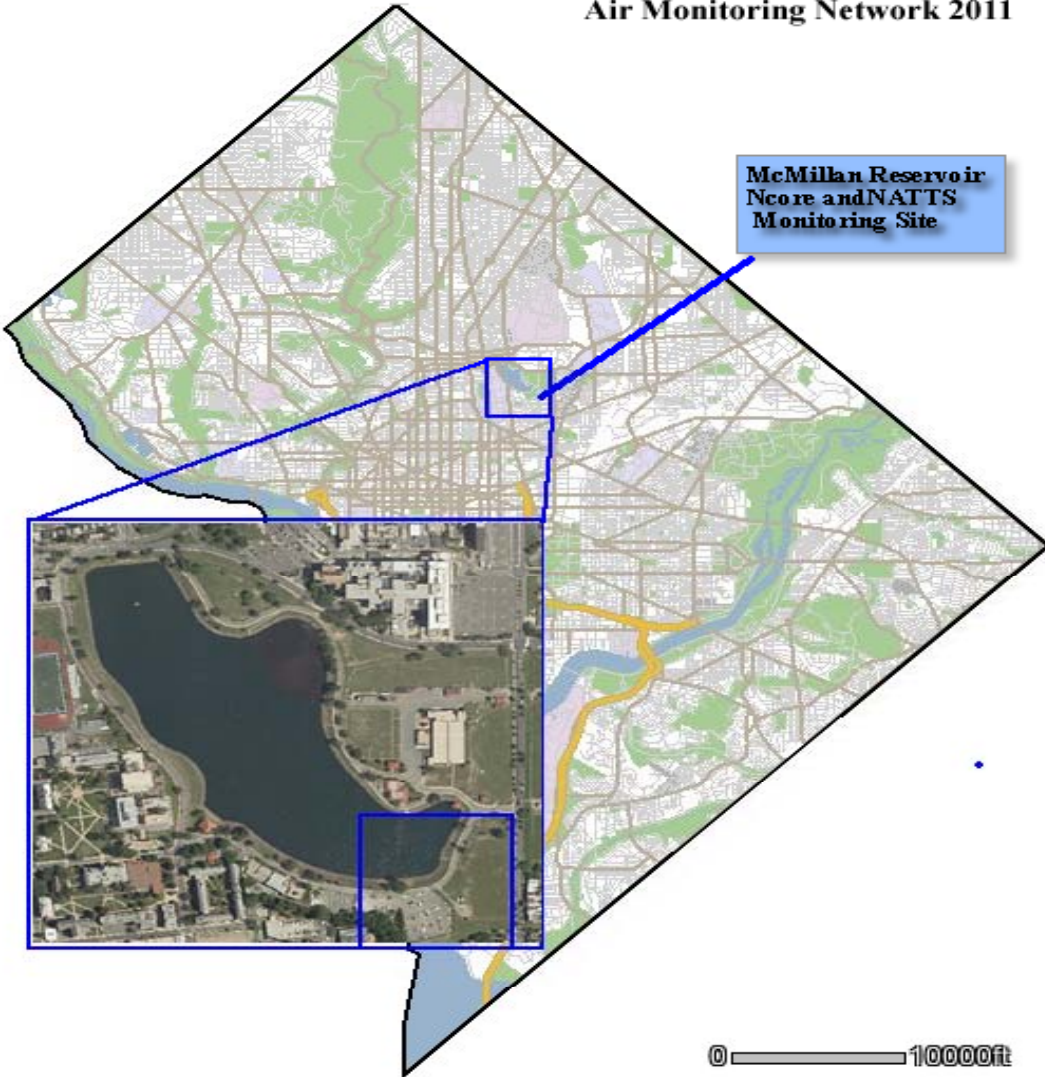 Air Monitoring Network 2011
McMillan Reservoir
Ncore andNATTS
Monitoring Site
0 10000ft